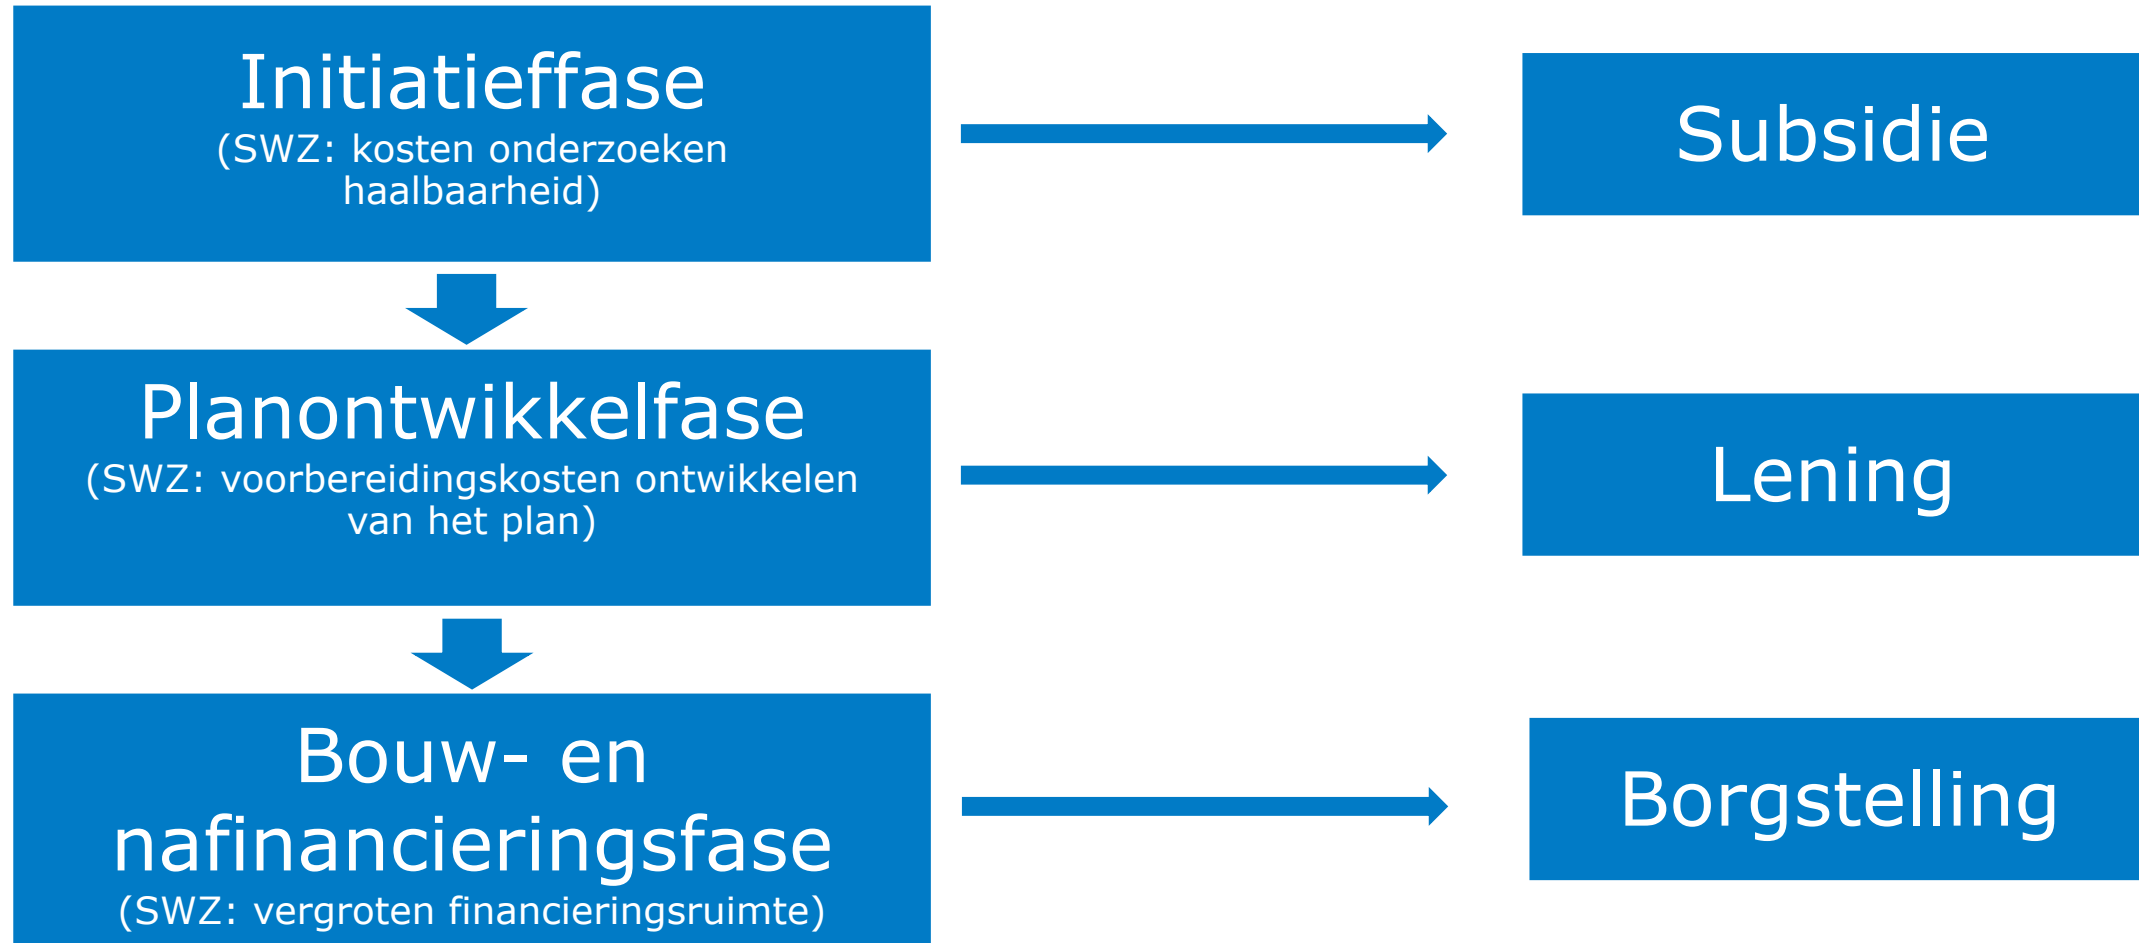 Initiatieffase
(SWZ: kosten onderzoeken
haalbaarheid)
Subsidie
Planontwikkelfase
(SWZ: voorbereidingskosten ontwikkelen
van het plan)
Lening
Bouw- en
nafinancieringsfase
(SWZ: vergroten financieringsruimte)
Borgstelling